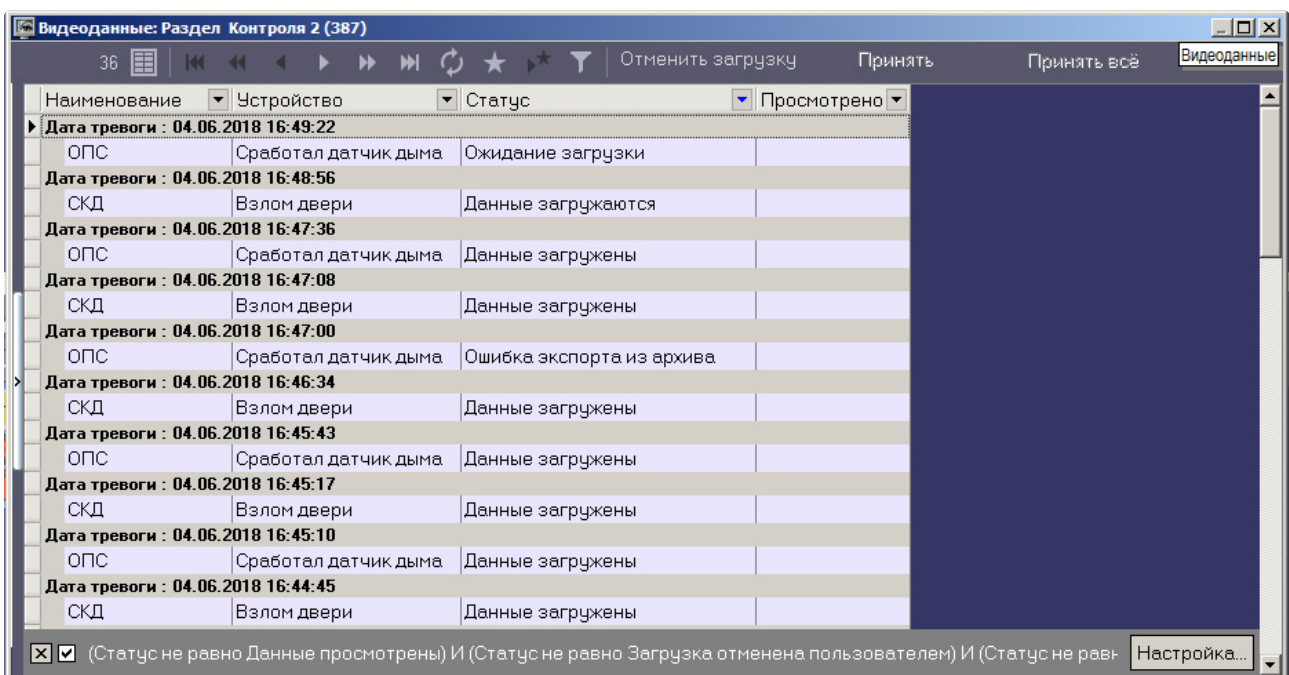 Видеоданные: Раздел Контроля 2 (387)
36 Отменить загрузку Принять Принять всё Видеоданные
Наименование Устройство Статус Просмотрено
Дата тревоги : 04.06.2018 16:49:22
ОПС Сработал датчик дыма Ожидание загрузки
Дата тревоги : 04.06.2018 16:48:56
СКД Взлом двери Данные загружаются
Дата тревоги : 04.06.2018 16:47:36
ОПС Сработал датчик дыма Данные загружены
Дата тревоги : 04.06.2018 16:47:08
СКД Взлом двери Данные загружены
Дата тревоги : 04.06.2018 16:47:00
ОПС Сработал датчик дыма Ошибка экспорта из архива
Дата тревоги : 04.06.2018 16:46:34
СКД Взлом двери Данные загружены
Дата тревоги : 04.06.2018 16:45:43
ОПС Сработал датчик дыма Данные загружены
Дата тревоги : 04.06.2018 16:45:17
СКД Взлом двери Данные загружены
Дата тревоги : 04.06.2018 16:45:10
ОПС Сработал датчик дыма Данные загружены
Дата тревоги : 04.06.2018 16:44:45
СКД Взлом двери Данные загружены
(Статус не равно Данные просмотрены) И (Статус не равно Загрузка отменена пользователем) И (Статус не равн Настройка...